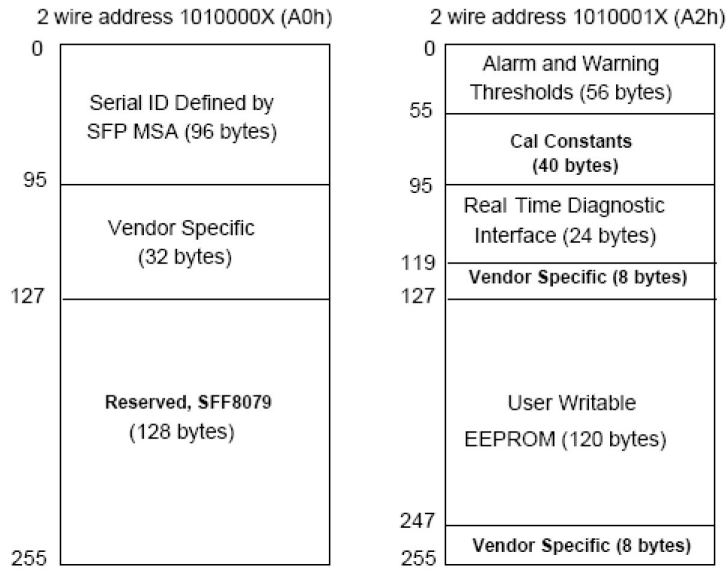 2 wire address 1010000X (A0h)
0
Serial ID Defined by
SFP MSA (96 bytes)
95
Vendor Specific
(32 bytes)
127
Reserved, SFF8079
(128 bytes)
255
2 wire address 1010001X (A2h)
0
Alarm and Warning
Thresholds (56 bytes)
55
Cal Constants
(40 bytes)
95
Real Time Diagnostic
Interface (24 bytes)
119
Vendor Specific (8 bytes)
127
User Writable
EEPROM (120 bytes)
247
Vendor Specific (8 bytes)
255